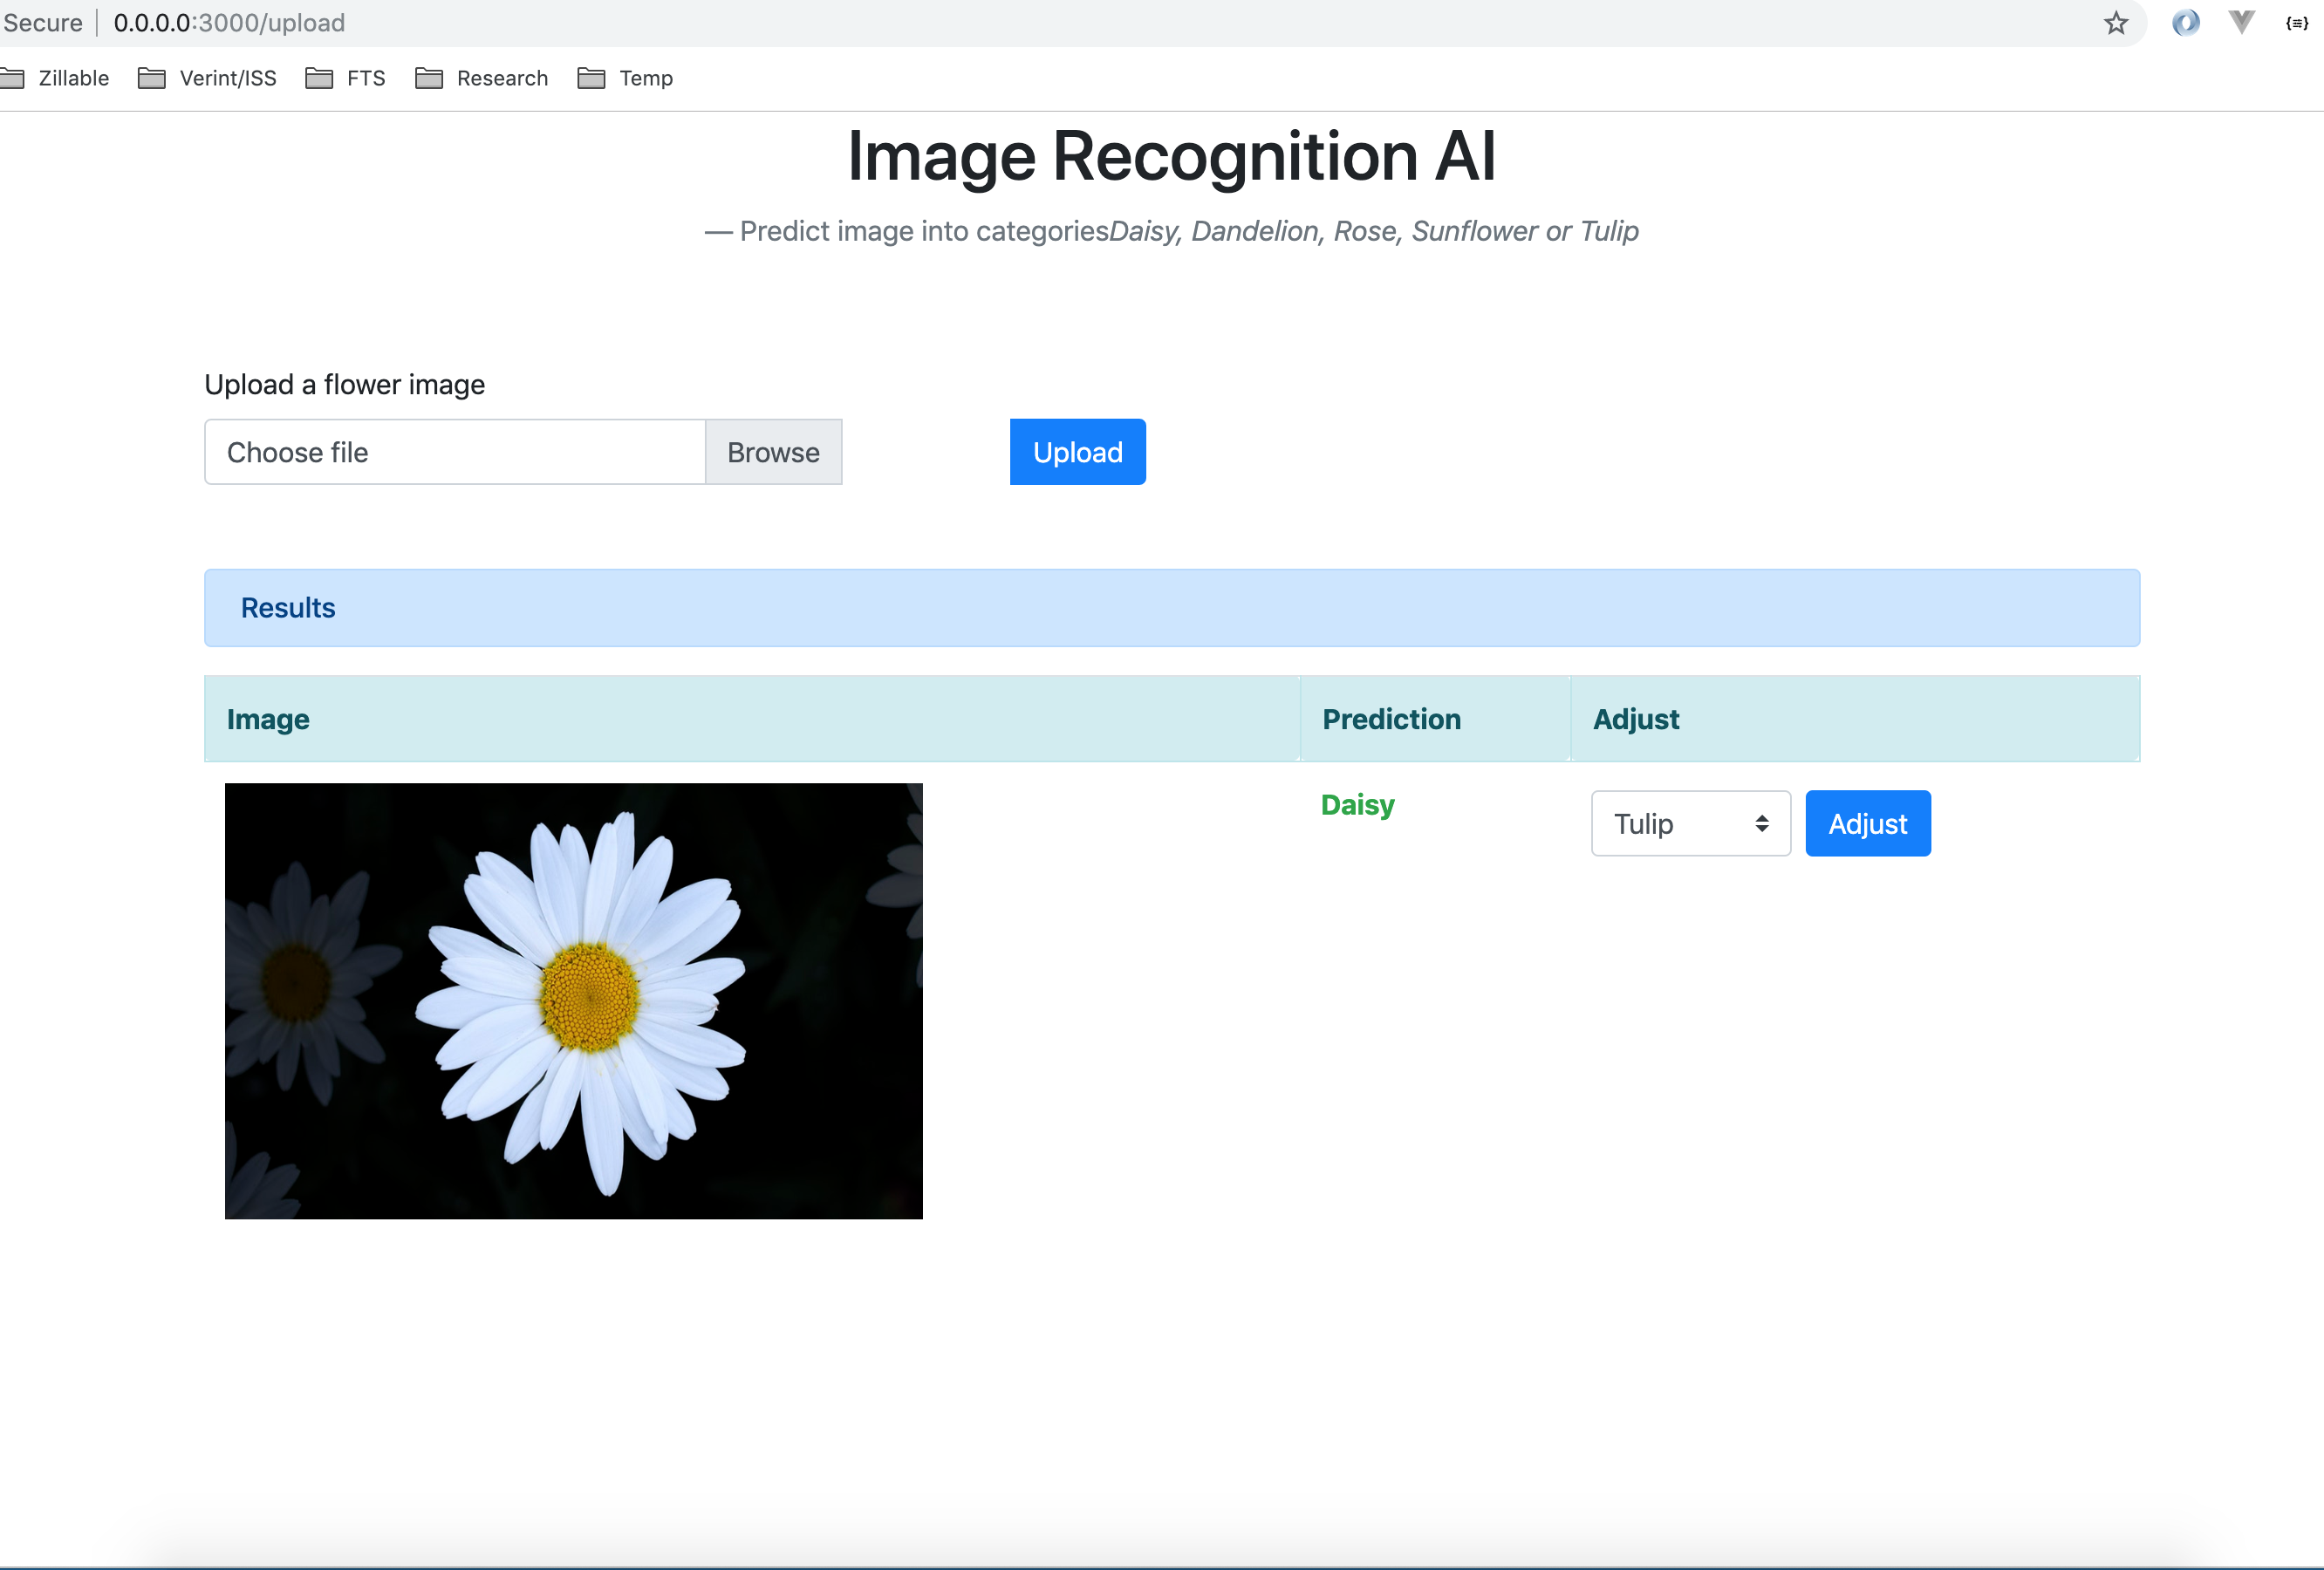 Secure 0.0.0.0:3000/upload
Zillable Verint/ISS FTS Research Temp
Image Recognition AI
— Predict image into categoriesDaisy, Dandelion, Rose, Sunflower or Tulip
Upload a flower image
Choose file Browse Upload
Results
Image Prediction Adjust
Daisy Tulip Adjust